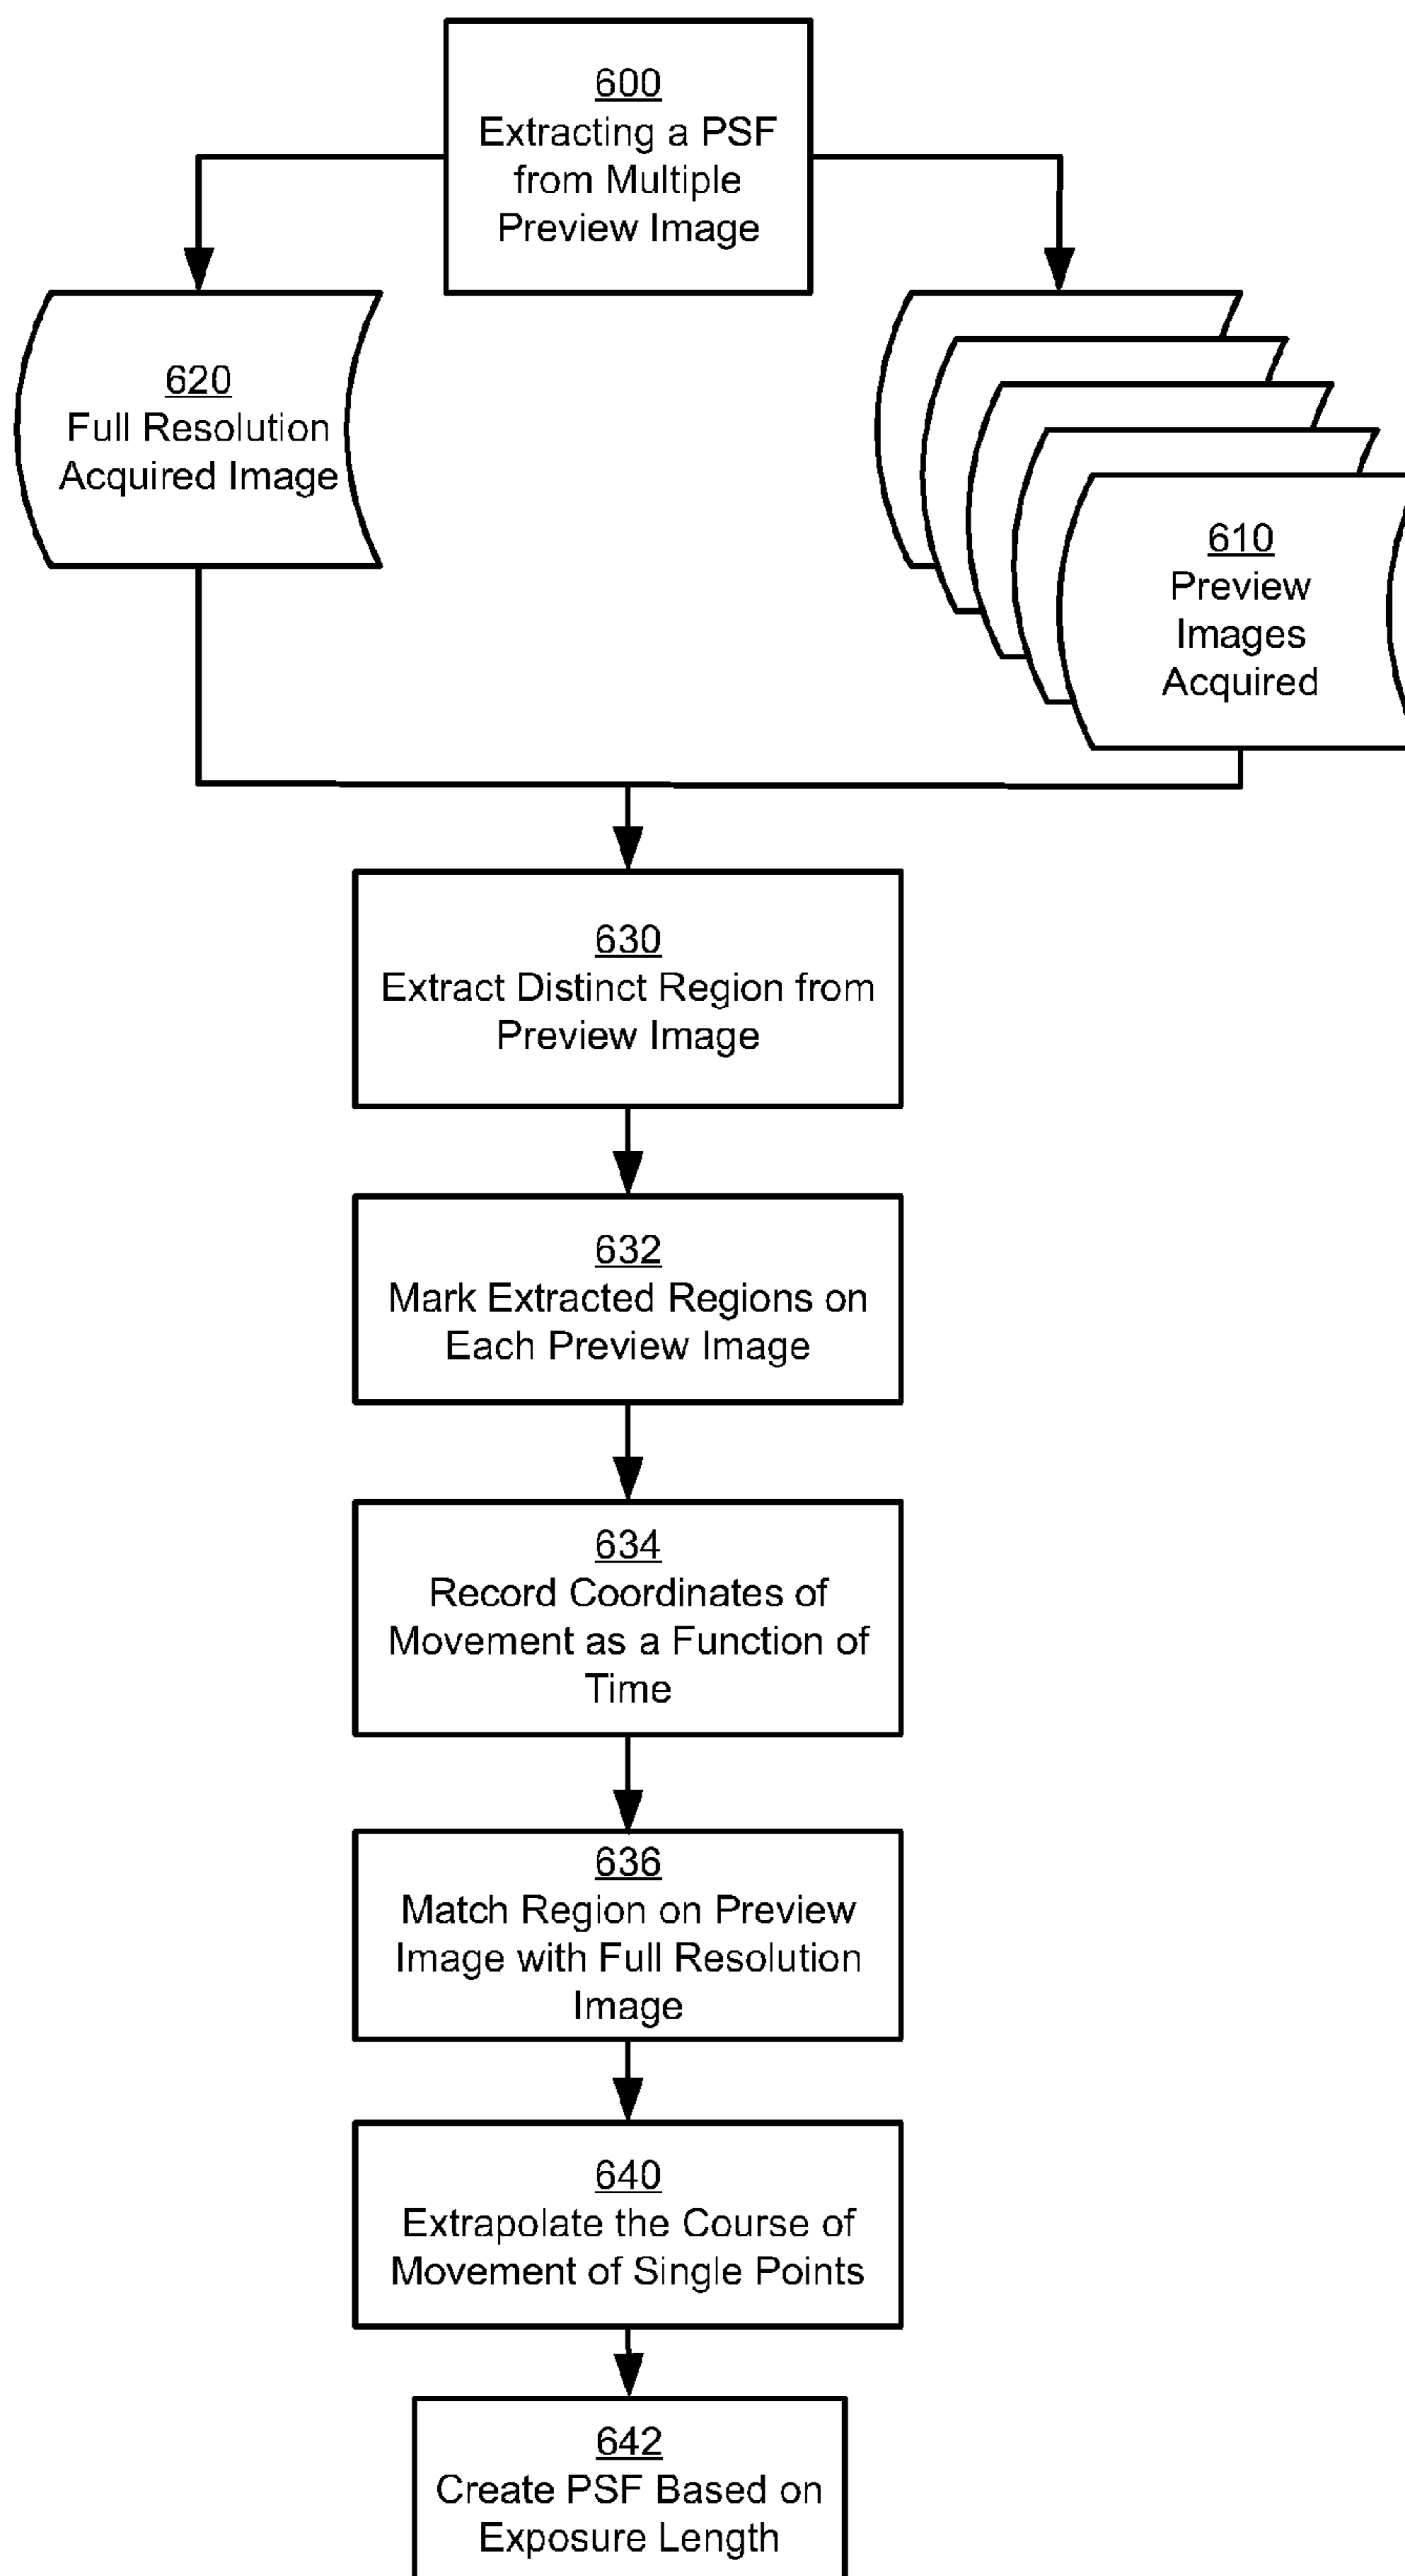 600
Extracting a PSF
from Multiple
Preview Image
620
Full Resolution
Acquired Image
610
Preview
Images
Acquired
630
Extract Distinct Region from
Preview Image
632
Mark Extracted Regions on
Each Preview Image
634
Record Coordinates of
Movement as a Function of
Time
636
Match Region on Preview
Image with Full Resolution
Image
640
Extrapolate the Course of
Movement of Single Points
642
Create PSF Based on
Exposure Length